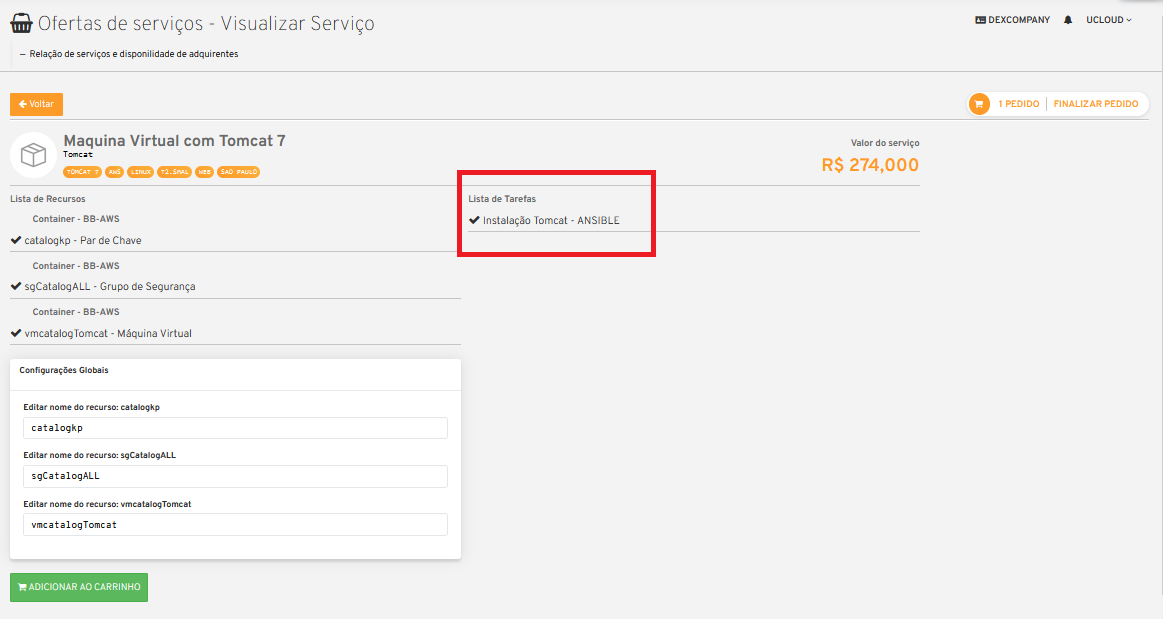 Ofertas de serviços - Visualizar Serviço
DEXCOMPANY
UCLOUD
— Relação de serviços e disponilidade de adquirentes
Voltar
1 PEDIDO
FINALIZAR PEDIDO
Maquina Virtual com Tomcat 7
Tomcat
TOMCAT 7 AWS LINUX T2.SMAL WEB SAO PAULO
Valor do serviço
R$ 274,000
Lista de Recursos
Container - BB-AWS
catalogkp - Par de Chave
Container - BB-AWS
sgCatalogALL - Grupo de Segurança
Container - BB-AWS
vmcatalogTomcat - Máquina Virtual
Lista de Tarefas
Instalação Tomcat - ANSIBLE
Configurações Globais
Editar nome do recurso: catalogkp
catalogkp
Editar nome do recurso: sgCatalogALL
sgCatalogALL
Editar nome do recurso: vmcatalogTomcat
vmcatalogTomcat
ADICIONAR AO CARRINHO